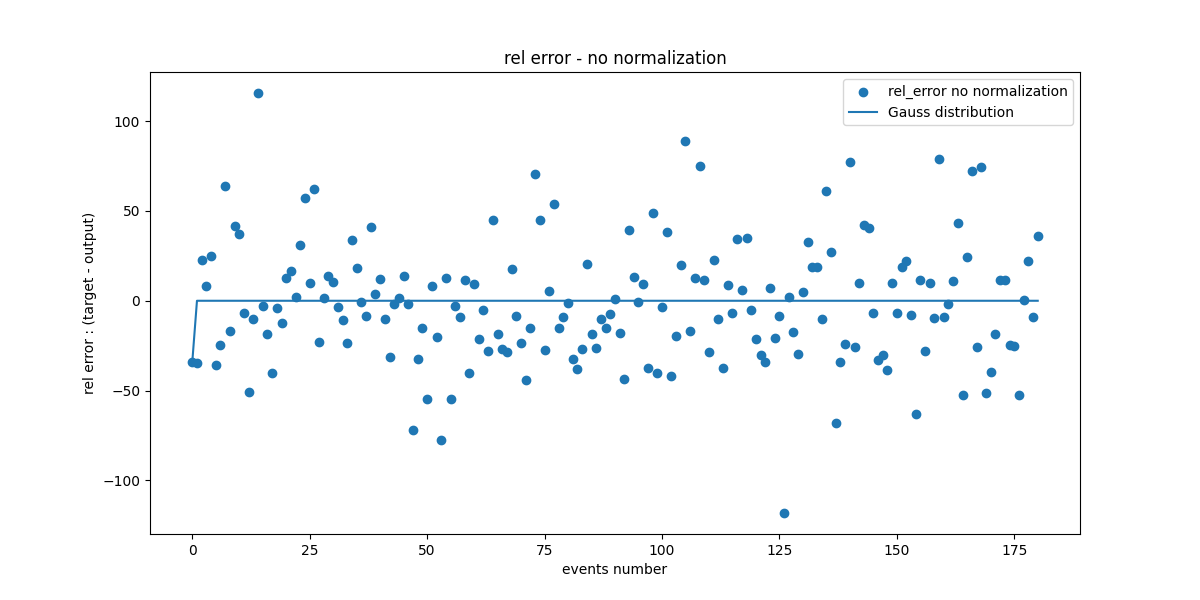 rel error - no normalization
rel_error no normalization
Gauss distribution
100
50
0
−50
−100
rel error : (target - output)
0 25 50 75 100 125 150 175
events number